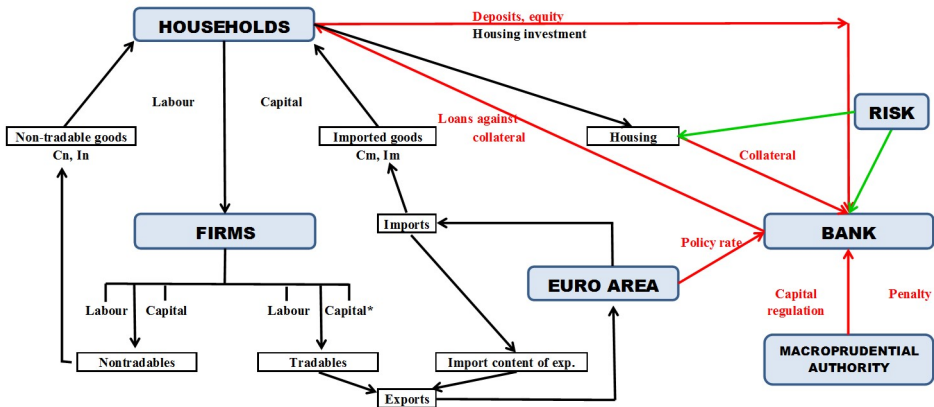 Deposits, equity
HOUSEHOLDS
Housing investment
Labour
Capital
Loans against
collateral
RISK
Non-tradable goods
Imported goods
Housing
Cn, In
Cm, Im
Collateral
Imports
FIRMS
BANK
Policy rate
EURO AREA
Labour
Capital
Labour
Capital*
Capital
regulation
Penalty
Nontradables
Tradables
Import content of exp.
MACROPRUDENTIAL
AUTHORITY
Exports